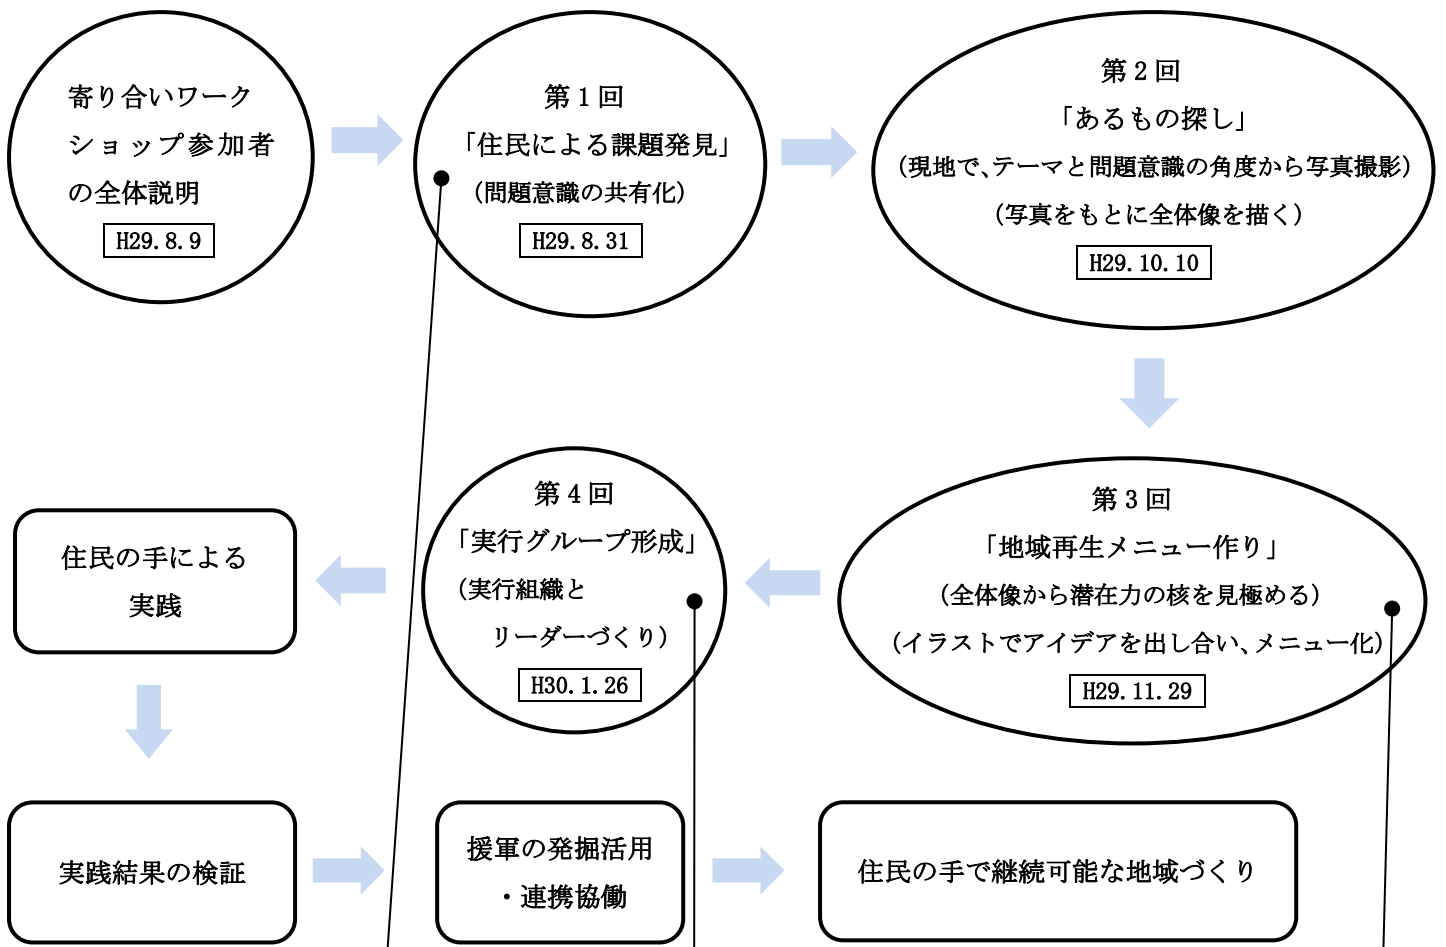 寄り合いワーク
ショップ参加者
の全体説明
H29.8.9
第1回
「住民による課題発見」
（問題意識の共有化）
H29.8.31
第2回
「あるもの探し」
（現地で、テーマと問題意識の角度から写真撮影）
（写真をもとに全体像を描く）
H29.10.10
第3回
「地域再生メニュー作り」
（全体像から潜在力の核を見極める）
（イラストでアイデアを出し合い、メニュー化）
H29.11.29
第4回
「実行グループ形成」
（実行組織と
リーダーづくり）
H30.1.26
住民の手による
実践
実践結果の検証
援軍の発掘活用
・連携協働
住民の手で継続可能な地域づくり